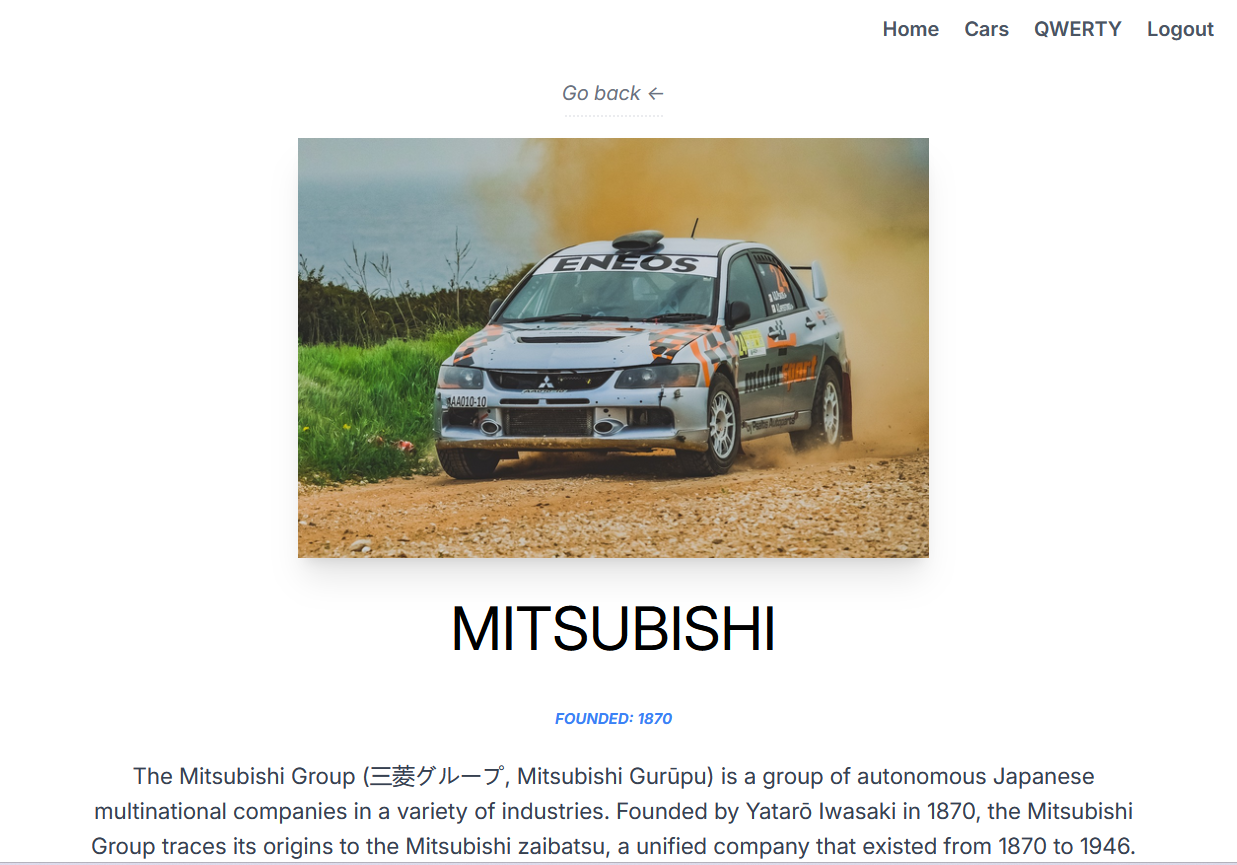 Home Cars QWERTY Logout
Go back ←
ENEOS
AA010-10
motorsport
MITSUBISHI
FOUNDED: 1870
The Mitsubishi Group (三菱グループ, Mitsubishi Gurūpu) is a group of autonomous Japanese
multinational companies in a variety of industries. Founded by Yatarō Iwasaki in 1870, the Mitsubishi
Group traces its origins to the Mitsubishi zaibatsu, a unified company that existed from 1870 to 1946.